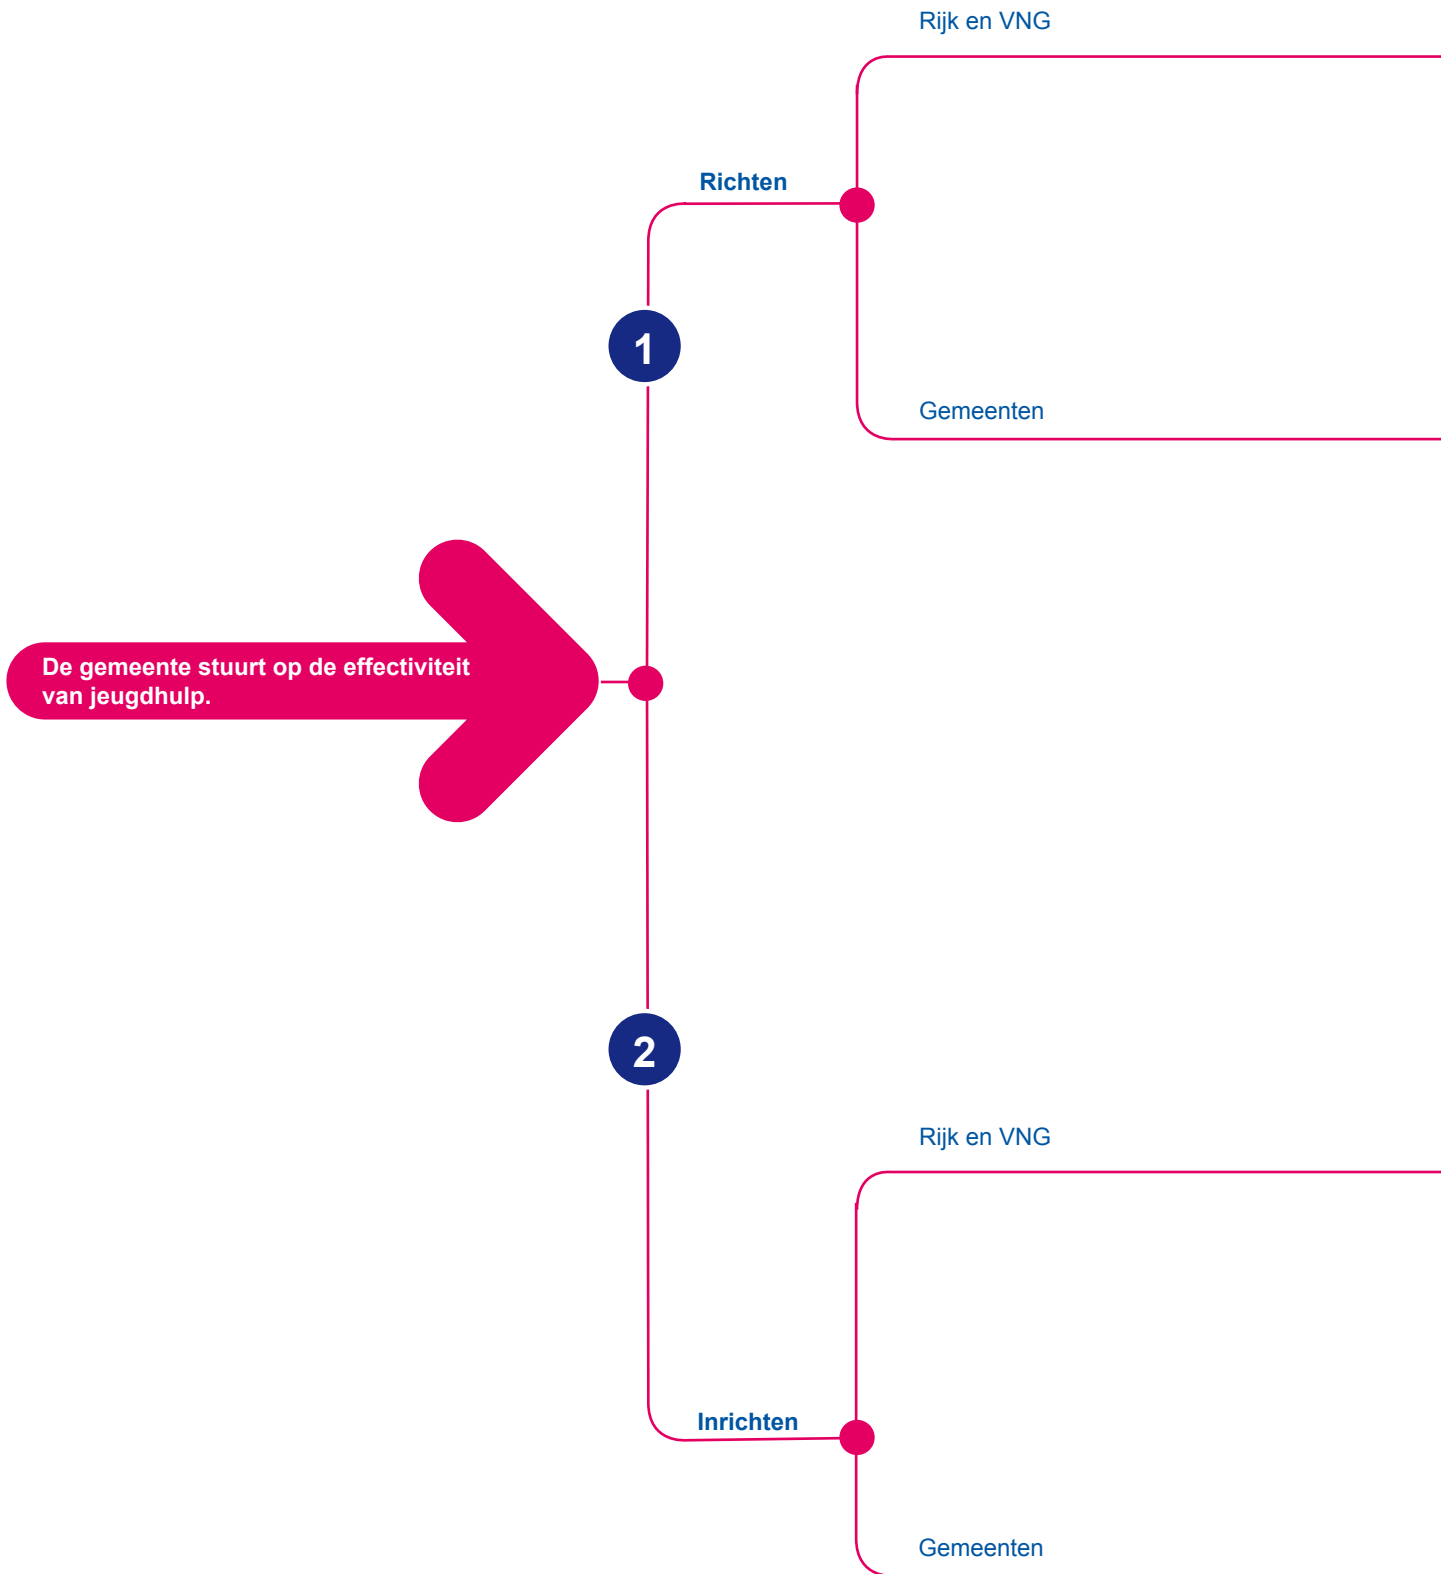 Rijk en VNG
Richten
1
Gemeenten
De gemeente stuurt op de effectiviteit
van jeugdhulp.
2
Rijk en VNG
Inrichten
Gemeenten